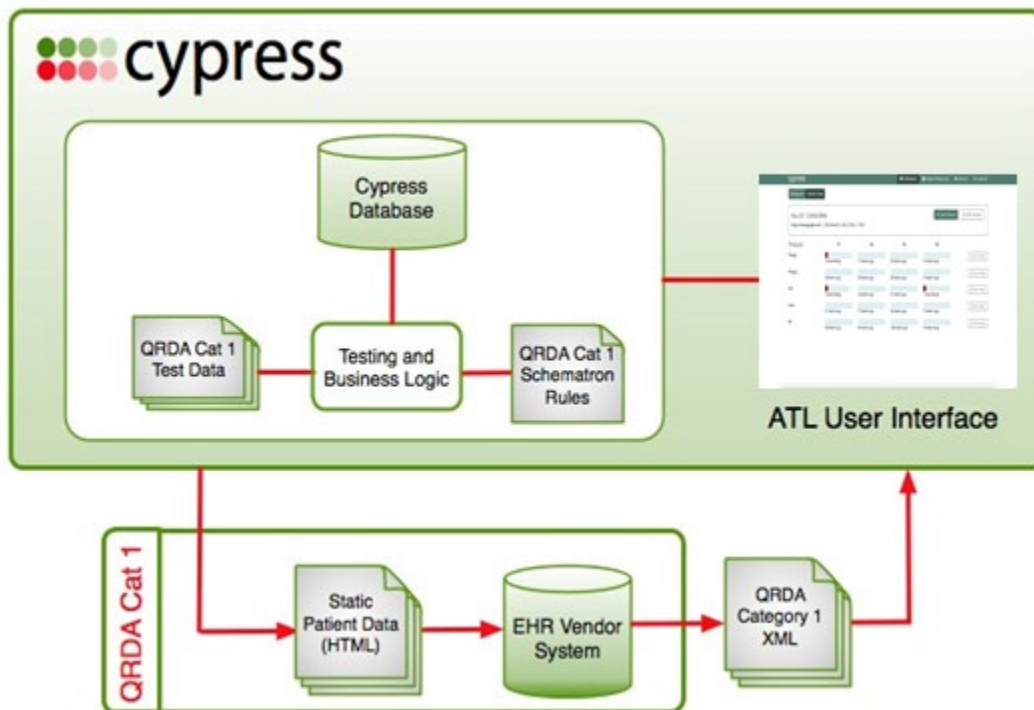 cypress
Cypress
Database
QRDA Cat 1
Test Data
Testing and
Business Logic
QRDA Cat 1
Schematron
Rules
ATL User Interface
QRDA Cat 1
Static
Patient Data
(HTML)
EHR Vendor
System
QRDA
Category 1
XML